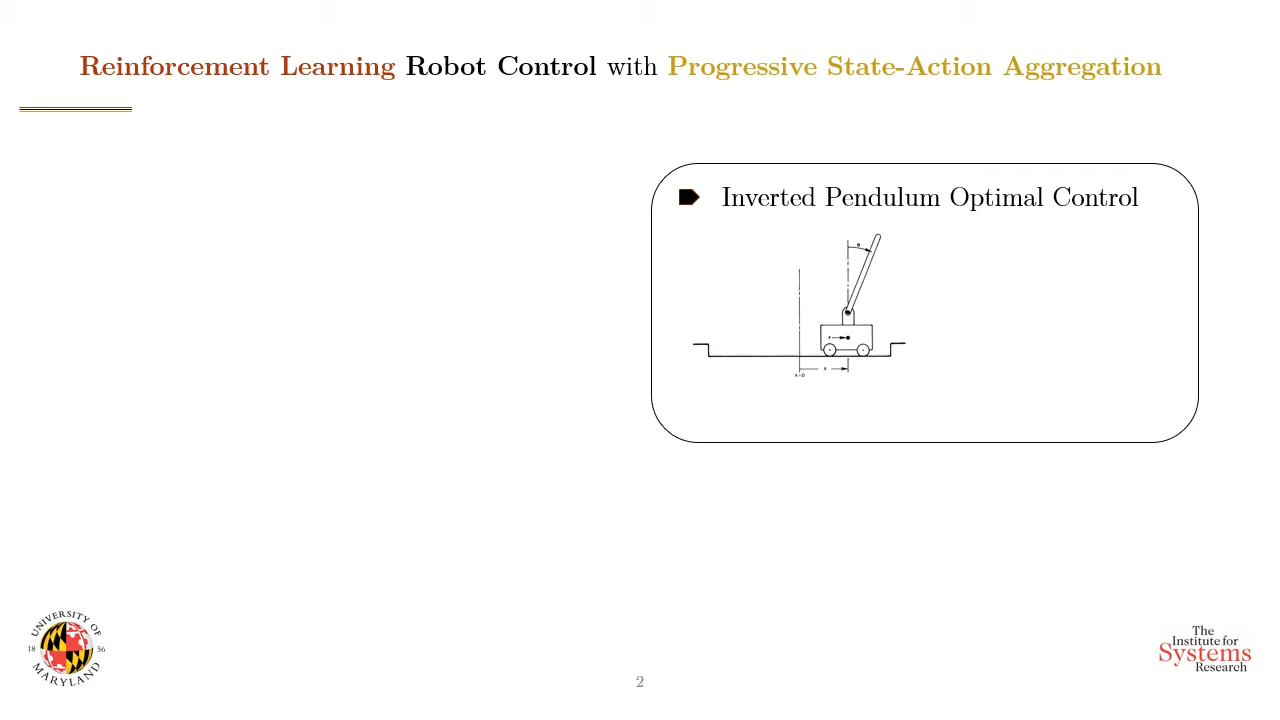 Reinforcement Learning Robot Control with Progressive State-Action Aggregation
Inverted Pendulum Optimal Control
θ
F
x
x=0
UNIVERSITY OF
18 56
MARYLAND
The
Institute for
Systems
Research
2